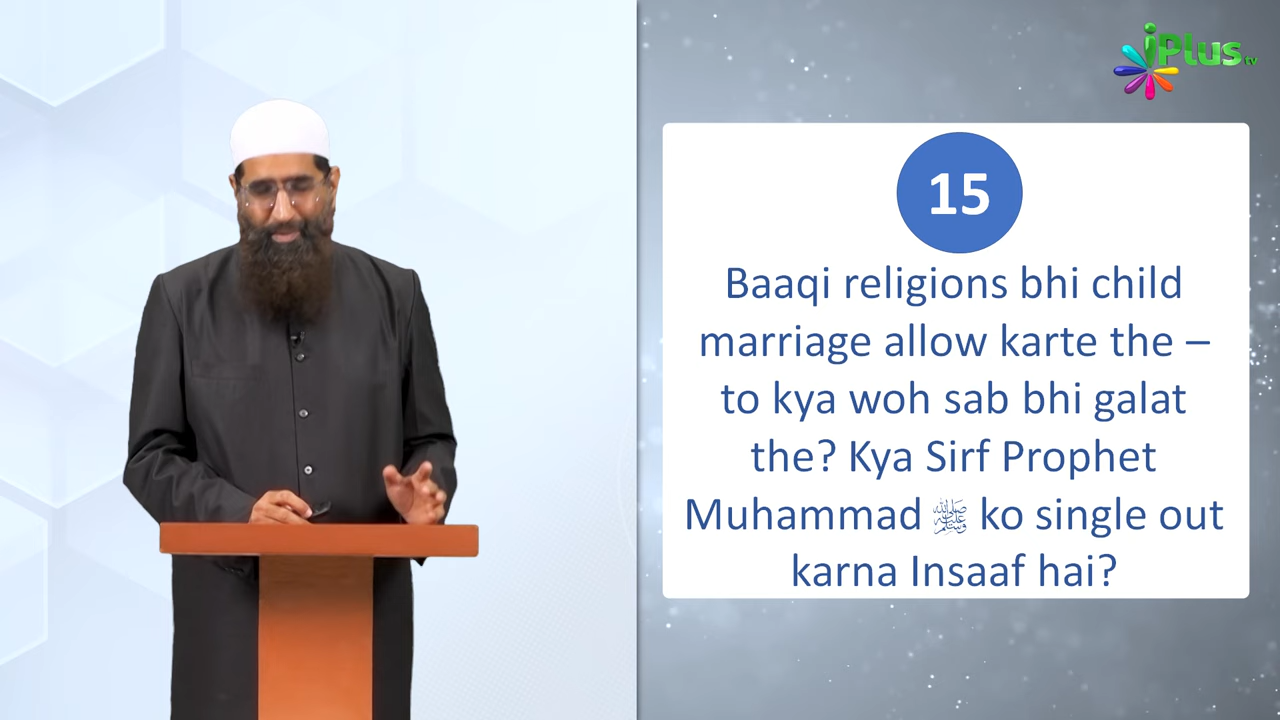 iPlus tv
15
Baaqi religions bhi child
marriage allow karte the –
to kya woh sab bhi galat
the? Kya Sirf Prophet
Muhammad ﷺ ko single out
karna Insaaf hai?